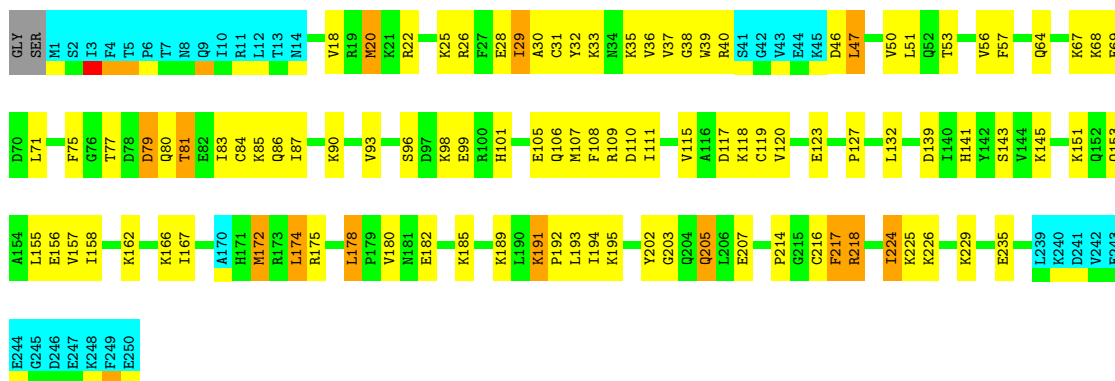 GLY SER M1 S2 I3 F4 T5 P6 T7 N8 Q9 I10 R11 L12 T13 N14 V18 R19 M20 K21 R22 K25 R26 F27 E28 I29 A30 C31 Y32 K33 N34 K35 V36 V37 G38 W39 R40 S41 G42 V43 E44 K45 D46 L47 V50 L51 Q52 T53 V56 F57 Q64 K67 K68
D70 L71 F75 G76 T77 D78 D79 Q80 T81 E82 I83 C84 K85 Q86 I87 K90 V93 S96 D97 K98 E99 R100 H101 E105 Q106 M107 F108 R109 D110 I111 V115 A116 D117 K118 C119 V120 E123 P127 L132 D139 I140 H141 Y142 S143 V144 K145 K151 Q152
A154 L155 E156 V157 I158 K162 K166 I167 A170 H171 M172 R173 L174 R175 L178 P179 V180 N181 E182 K185 K189 L190 K191 P192 L193 I194 K195 Y202 G203 Q204 Q205 L206 E207 P214 G215 C216 F217 R218 I224 K225 K226 K229 E235 L239 K240 D241 V242
E244 G245 D246 E247 K248 F249 E250